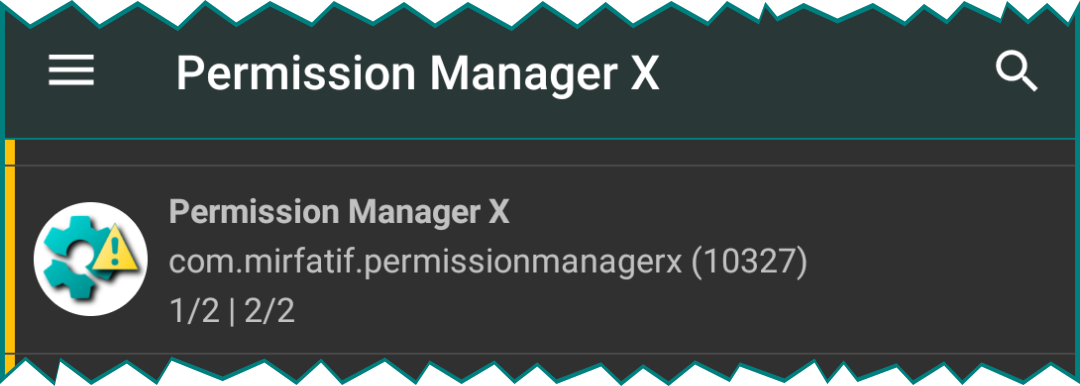 Permission Manager X
Permission Manager X
com.mirfatif.permissionmanagerx (10327)
1/2 | 2/2